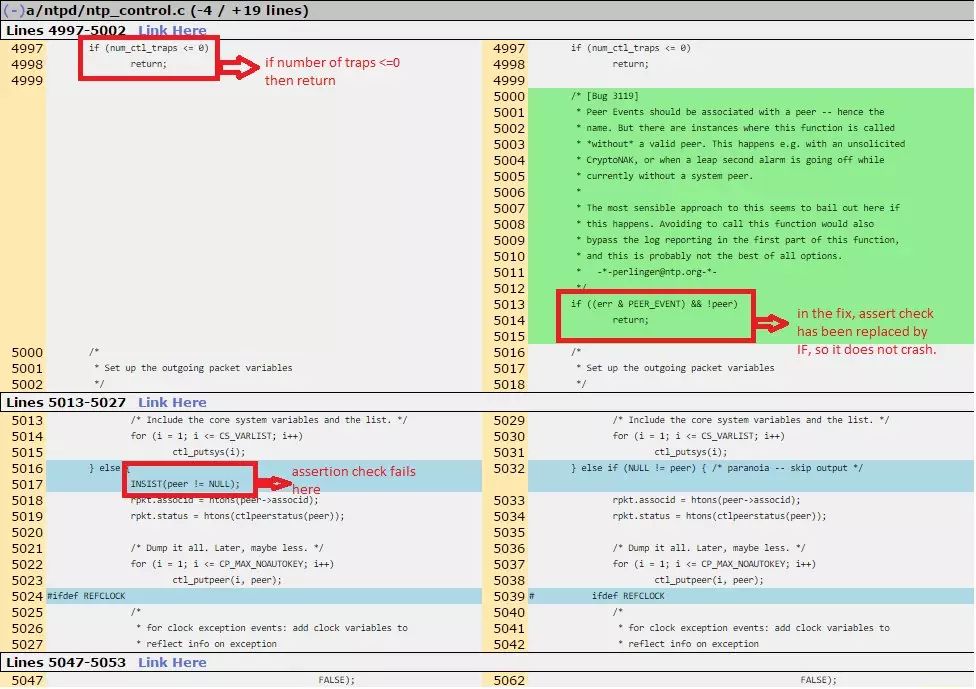 (-)a/ntpd/ntp_control.c (-4 / +19 lines)
Lines 4997-5002 Link Here
4997 if (num_ctl_traps <= 0) 4997 if (num_ctl_traps <= 0)
4998 return; 4998 return;
if number of traps <=0
then return
4999 4999
5000 /* [Bug 3119]
5001 * Peer Events should be associated with a peer -- hence the
5002 * name. But there are instances where this function is called
5003 * *without* a valid peer. This happens e.g. with an unsolicited
5004 * CryptoNAK, or when a leap second alarm is going off while
5005 * currently without a system peer.
5006 *
5007 * The most sensible approach to this seems to bail out here if
5008 * this happens. Avoiding to call this function would also
5009 * bypass the log reporting in the first part of this function,
5010 * and this is probably not the best of all options.
5011 * -*-perlinger@ntp.org-*-
5012 */
5013 if ((err & PEER_EVENT) && !peer)
5014 return;
5015
in the fix, assert check
has been replaced by
IF, so it does not crash.
5000 /* 5016 /*
5001 * Set up the outgoing packet variables 5017 * Set up the outgoing packet variables
5002 */ 5018 */
Lines 5013-5027 Link Here
5013 /* Include the core system variables and the list. */ 5029 /* Include the core system variables and the list. */
5014 for (i = 1; i <= CS_VARLIST; i++) 5030 for (i = 1; i <= CS_VARLIST; i++)
5015 ctl_putsys(i); 5031 ctl_putsys(i);
5016 } else { 5032 } else if (NULL != peer) { /* paranoia -- skip output */
5017 INSIST(peer != NULL);
assertion check fails
here
5018 rpkt.associd = htons(peer->associd); 5033 rpkt.associd = htons(peer->associd);
5019 rpkt.status = htons(ctlpeerstatus(peer)); 5034 rpkt.status = htons(ctlpeerstatus(peer));
5020 5035
5021 /* Dump it all. Later, maybe less. */ 5036 /* Dump it all. Later, maybe less. */
5022 for (i = 1; i <= CP_MAX_NOAUTOKEY; i++) 5037 for (i = 1; i <= CP_MAX_NOAUTOKEY; i++)
5023 ctl_putpeer(i, peer); 5038 ctl_putpeer(i, peer);
5024 #ifdef REFCLOCK 5039 # ifdef REFCLOCK
5025 /* 5040 /*
5026 * for clock exception events: add clock variables to 5041 * for clock exception events: add clock variables to
5027 * reflect info on exception 5042 * reflect info on exception
Lines 5047-5053 Link Here
5047 FALSE); 5062 FALSE);